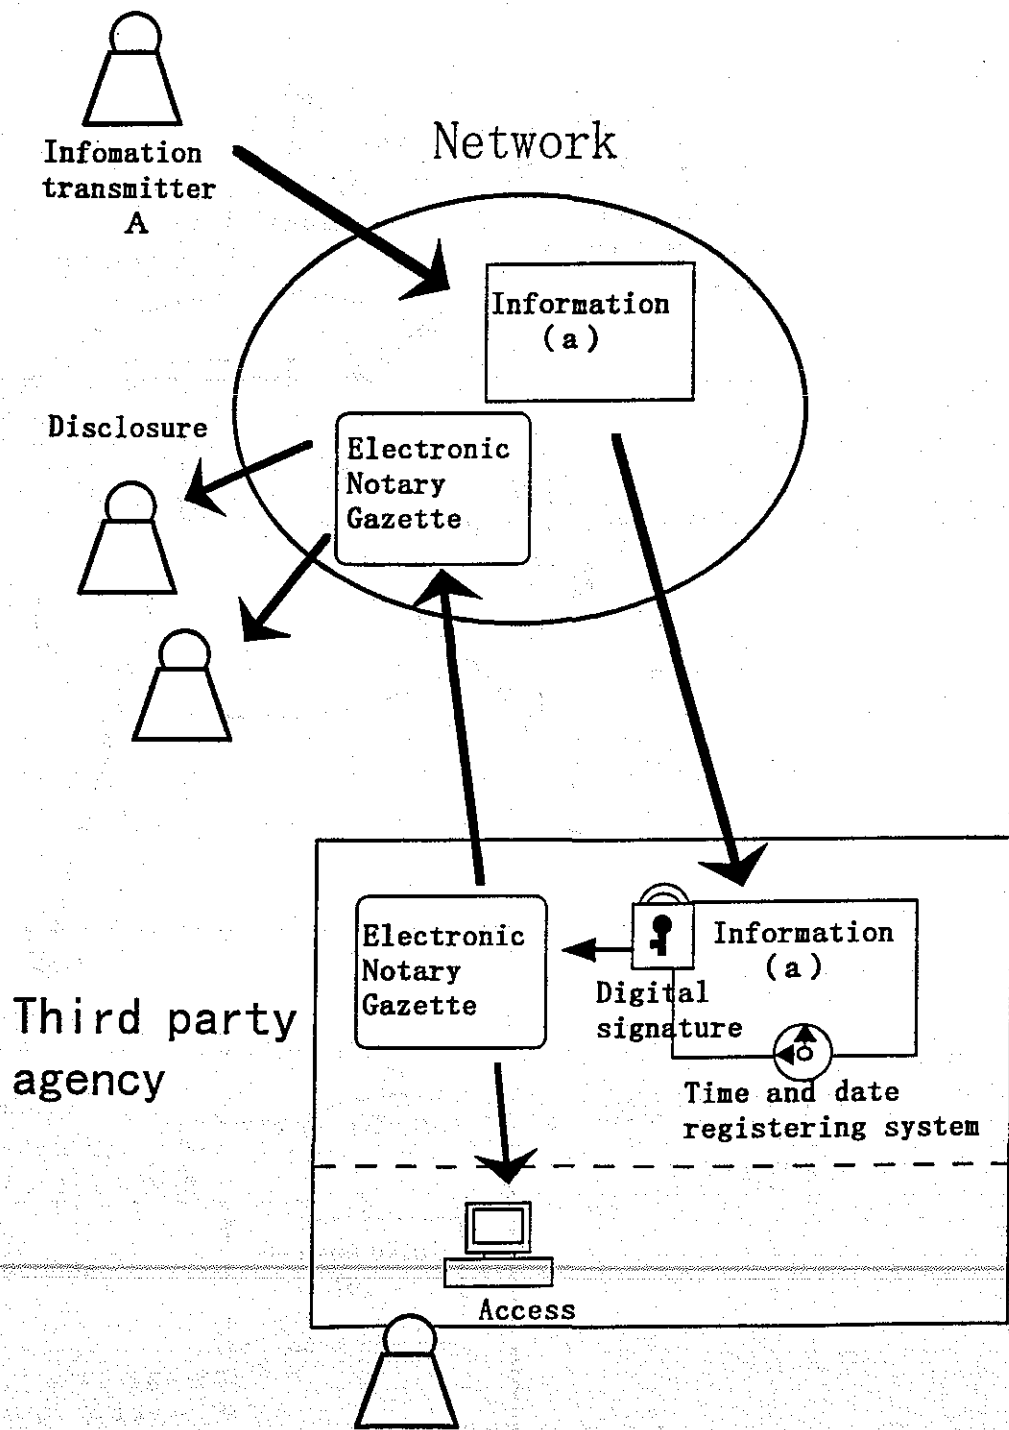 Infomation
transmitter
A
Network
Information
(a)
Disclosure
Electronic
Notary
Gazette
Third party
agency
Electronic
Notary
Gazette
Information
(a)
Digital
signature
Time and date
registering system
Access